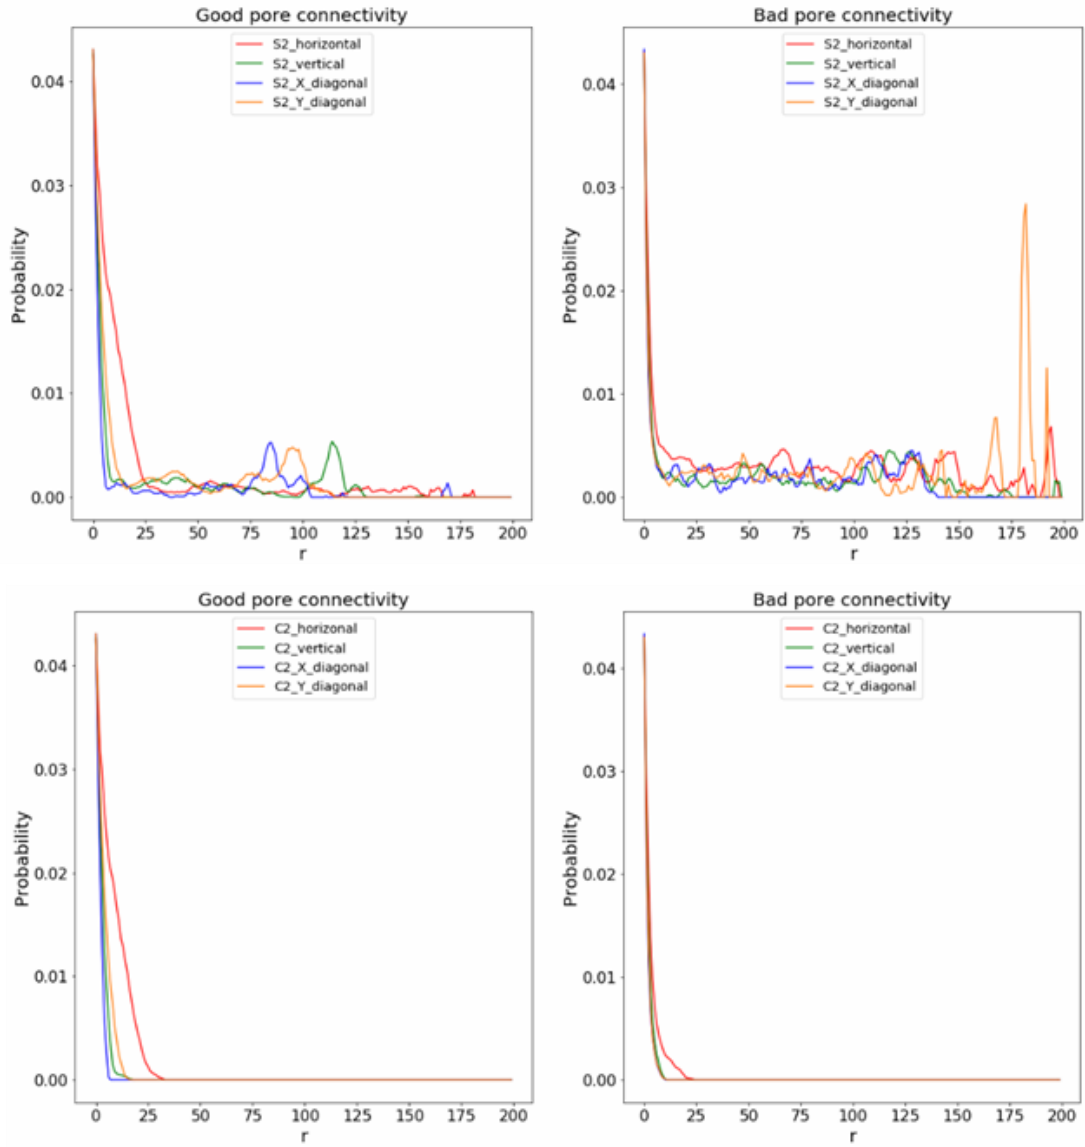 Good pore connectivity
S2_horizontal
S2_vertical
S2_X_diagonal
S2_Y_diagonal
0.04
0.03
0.02
0.01
0.00
Probability
0 25 50 75 100 125 150 175 200
r
Bad pore connectivity
S2_horizontal
S2_vertical
S2_X_diagonal
S2_Y_diagonal
0.04
0.03
0.02
0.01
0.00
Probability
0 25 50 75 100 125 150 175 200
r
Good pore connectivity
C2_horizonal
C2_vertical
C2_X_diagonal
C2_Y_diagonal
0.04
0.03
0.02
0.01
0.00
Probability
0 25 50 75 100 125 150 175 200
r
Bad pore connectivity
C2_horizontal
C2_vertical
C2_X_diagonal
C2_Y_diagonal
0.04
0.03
0.02
0.01
0.00
Probability
0 25 50 75 100 125 150 175 200
r